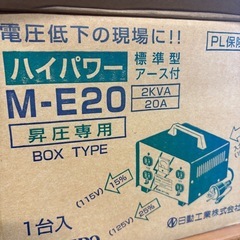 電圧低下の現場に!!
PL保険
ハイパワー
標準型
アース付
M-E20
2KVA
20A
昇圧専用
BOX TYPE
(115V)
15%
(125V)
25%
1台入
日動工業株式会社